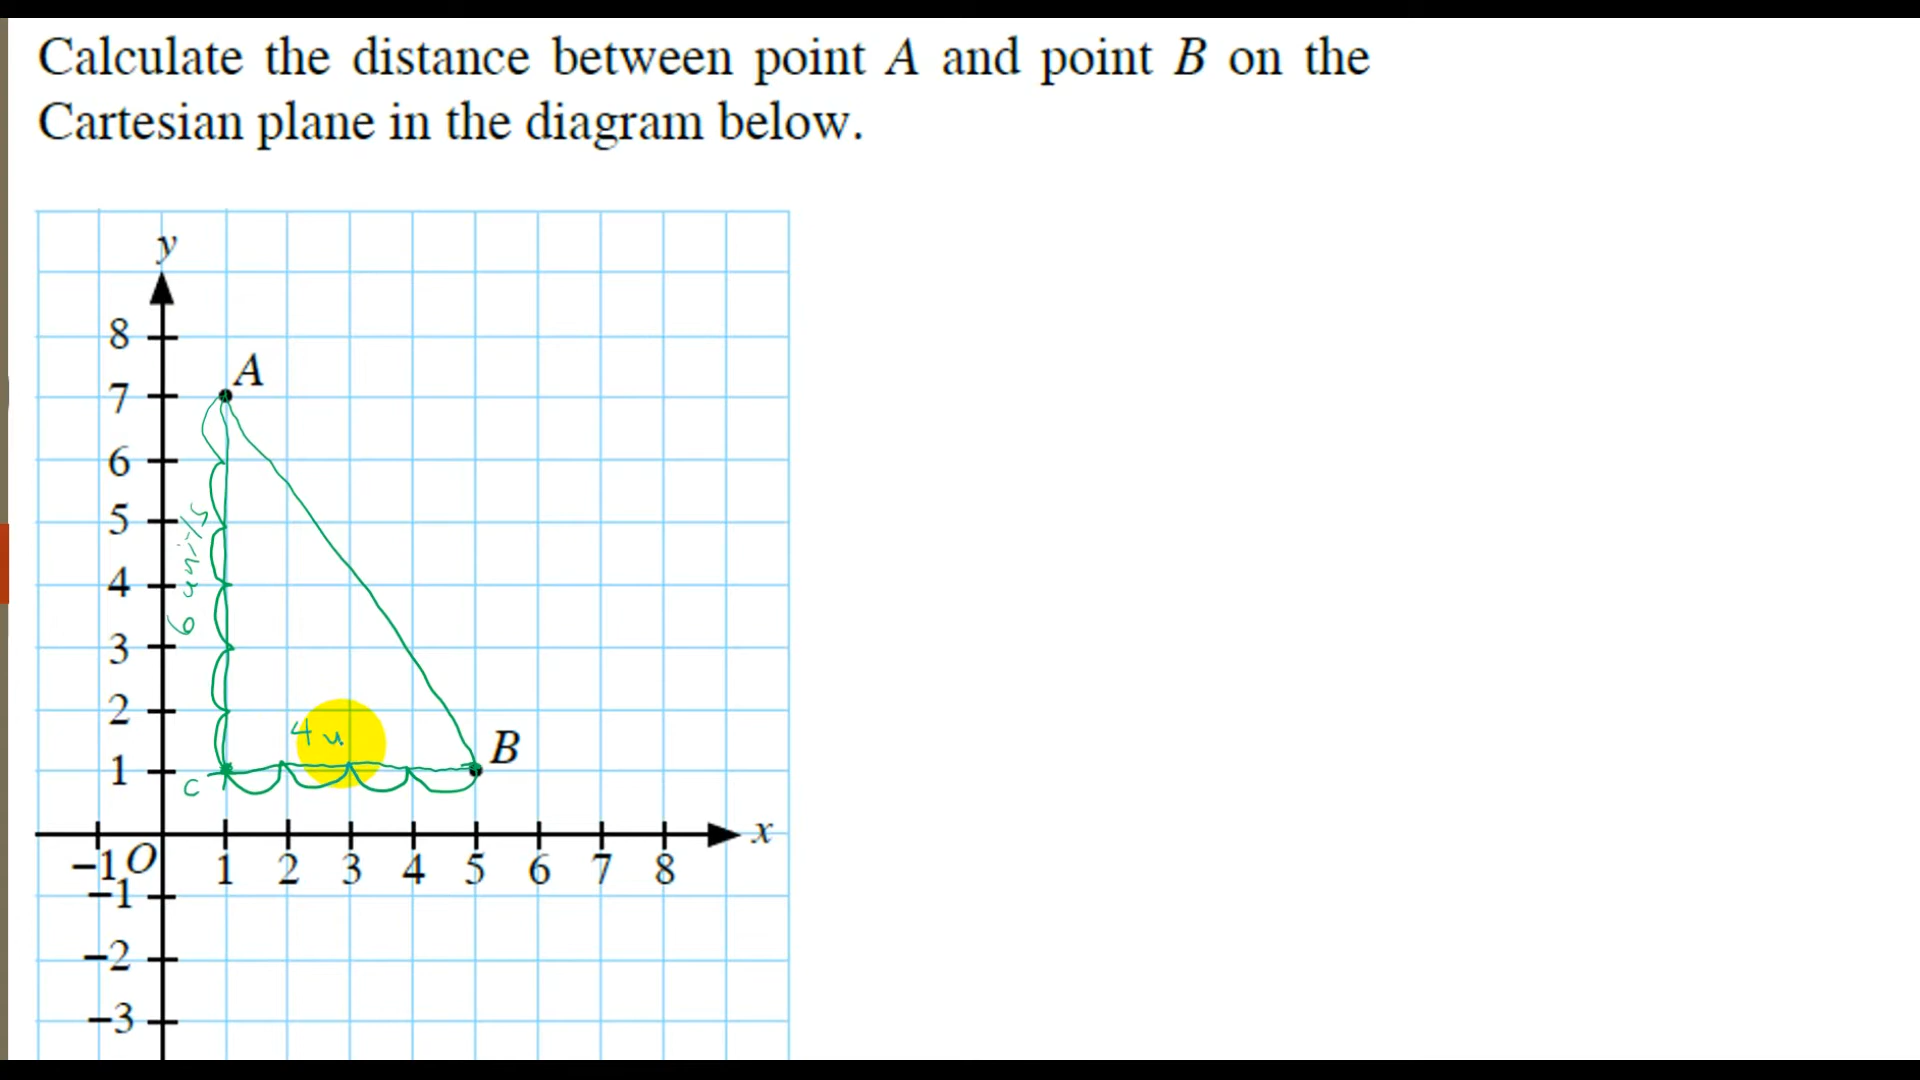 Calculate the distance between point A and point B on the
Cartesian plane in the diagram below.
y
8
A
7
6
5
4
3
2
1
6 units
4 u
B
C
x
–1 O 1 2 3 4 5 6 7 8
–1
–2
–3